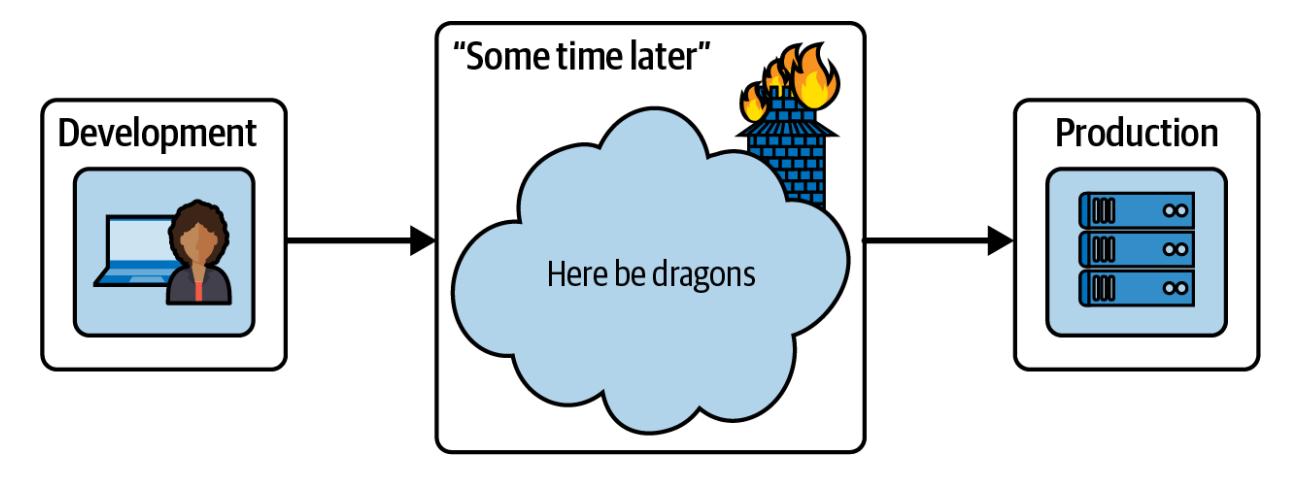 Development
“Some time later”
Here be dragons
Production